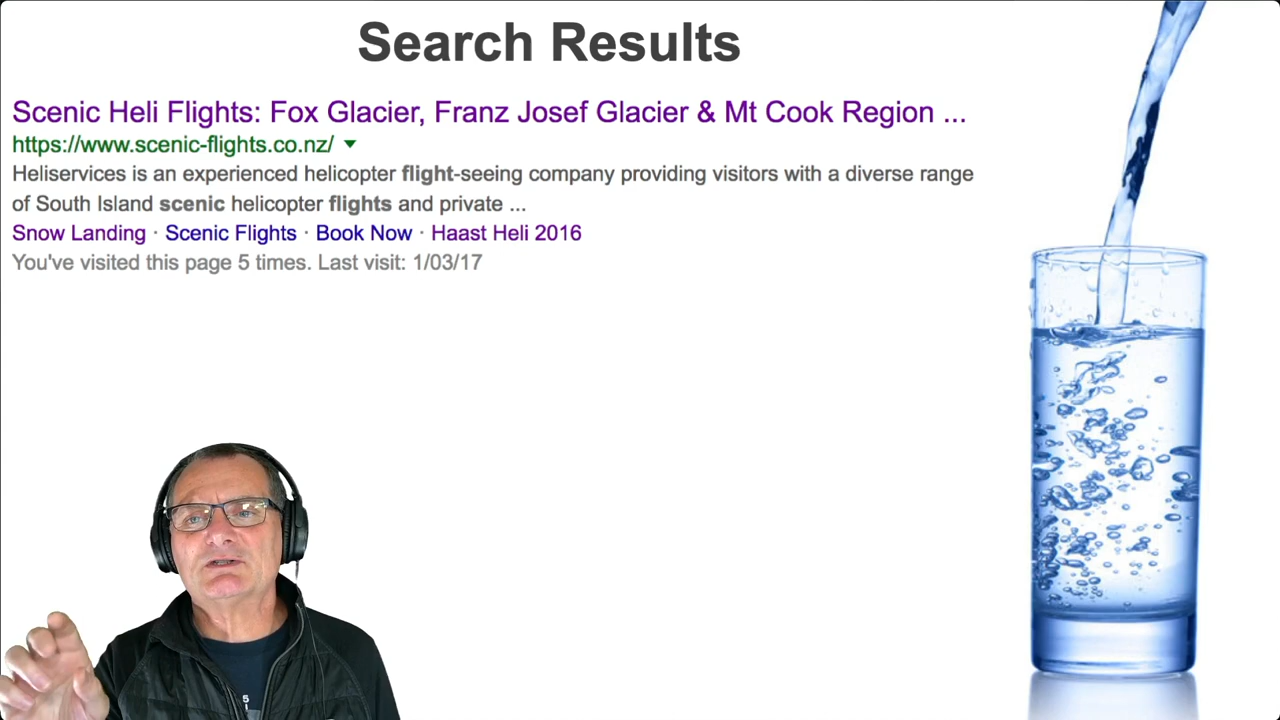 Search Results
Scenic Heli Flights: Fox Glacier, Franz Josef Glacier & Mt Cook Region ...
https://www.scenic-flights.co.nz/
Heliservices is an experienced helicopter flight-seeing company providing visitors with a diverse range
of South Island scenic helicopter flights and private ...
Snow Landing · Scenic Flights · Book Now · Haast Heli 2016
You've visited this page 5 times. Last visit: 1/03/17